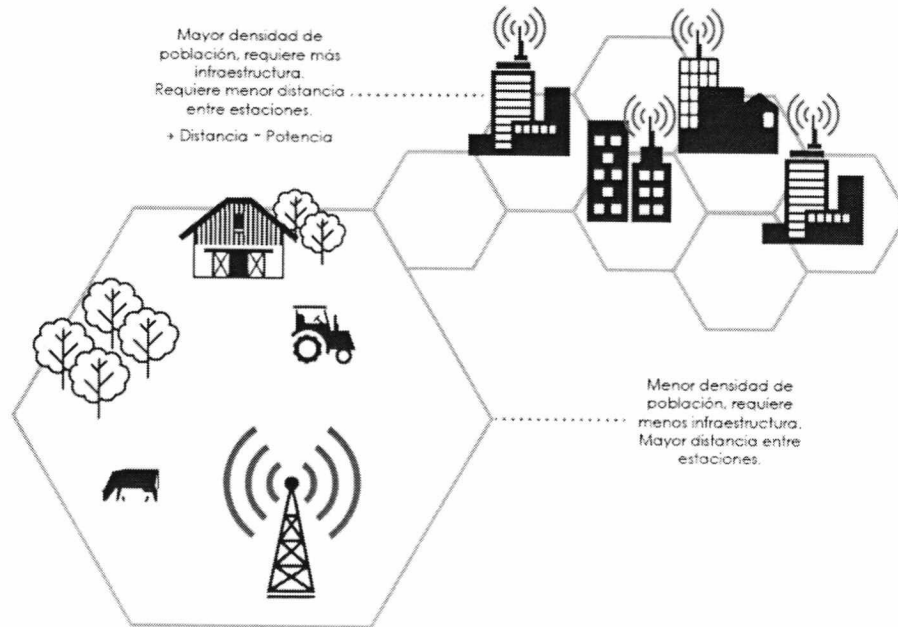 Mayor densidad de
población, requiere más
infraestructura.
Requiere menor distancia
entre estaciones.
+ Distancia ~ Potencia
Menor densidad de
población, requiere
menos infraestructura.
Mayor distancia entre
estaciones.